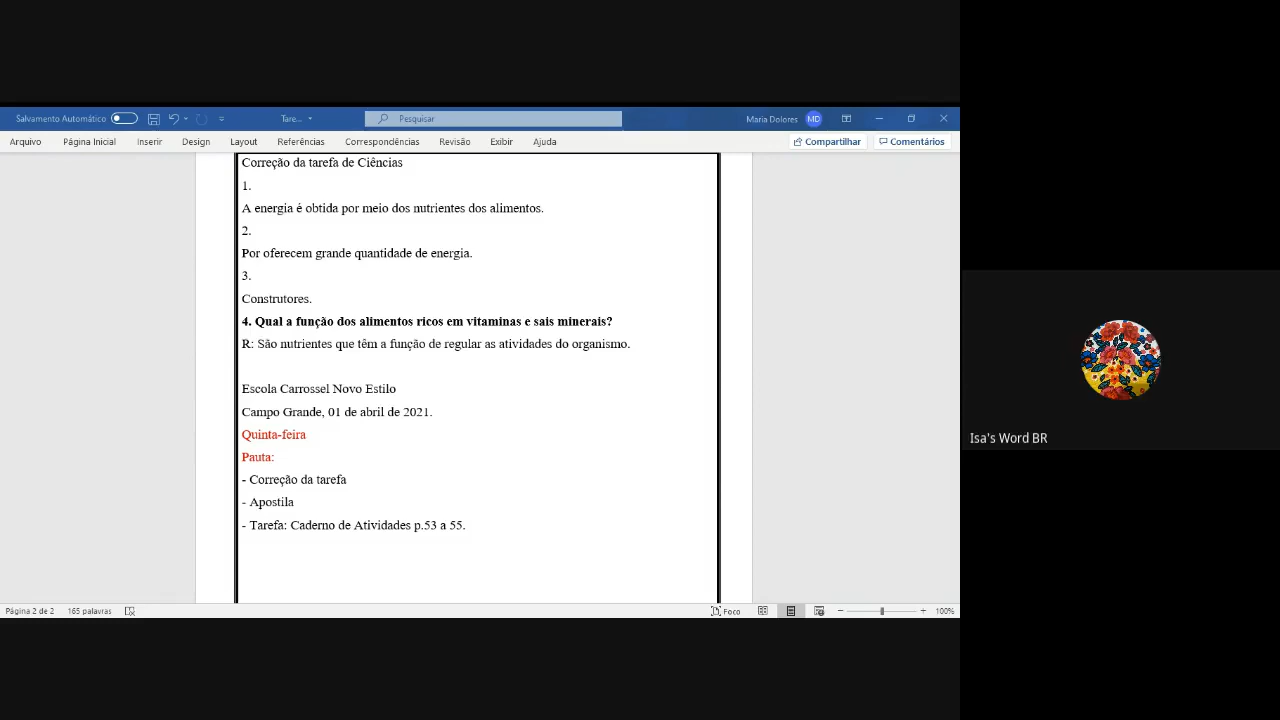 Salvamento Automático
Tare...
Pesquisar
Maria Dolores
MD
Arquivo
Página Inicial
Inserir
Design
Layout
Referências
Correspondências
Revisão
Exibir
Ajuda
Compartilhar
Comentários
Correção da tarefa de Ciências
1.
A energia é obtida por meio dos nutrientes dos alimentos.
2.
Por oferecem grande quantidade de energia.
3.
Construtores.
4. Qual a função dos alimentos ricos em vitaminas e sais minerais?
R: São nutrientes que têm a função de regular as atividades do organismo.
Escola Carrossel Novo Estilo
Campo Grande, 01 de abril de 2021.
Quinta-feira
Pauta:
- Correção da tarefa
- Apostila
- Tarefa: Caderno de Atividades p.53 a 55.
Isa's Word BR
Página 2 de 2
165 palavras
Foco
100%